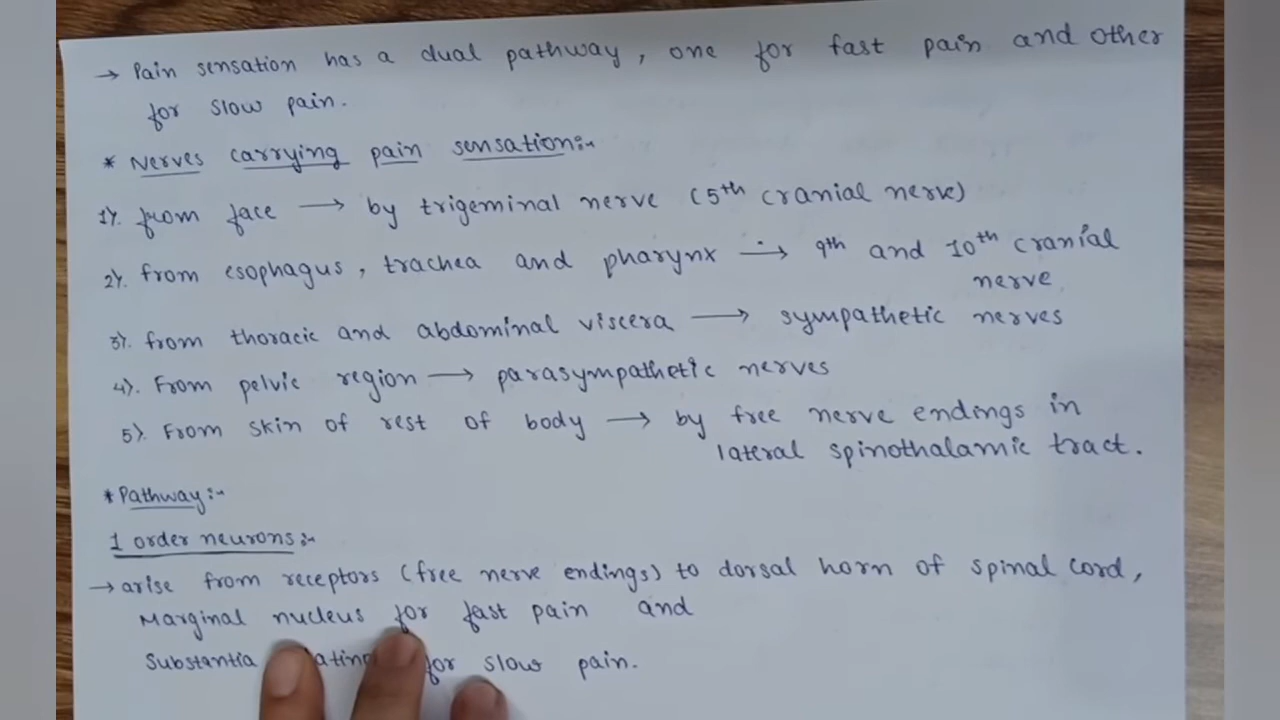 → Pain sensation has a dual pathway, one for fast pain and other
for slow pain.
* Nerves carrying pain sensation:-
1). from face → by trigeminal nerve (5th cranial nerve)
2). from esophagus, trachea and pharynx → 9th and 10th cranial
nerve
3). from thoracic and abdominal viscera → sympathetic nerves
4). From pelvic region → parasympathetic nerves
5). From skin of rest of body → by free nerve endings in
lateral spinothalamic tract.
* Pathway:-
1 order neurons:-
→ arise from receptors (free nerve endings) to dorsal horn of spinal cord,
Marginal nucleus for fast pain and
Substantia for slow pain.